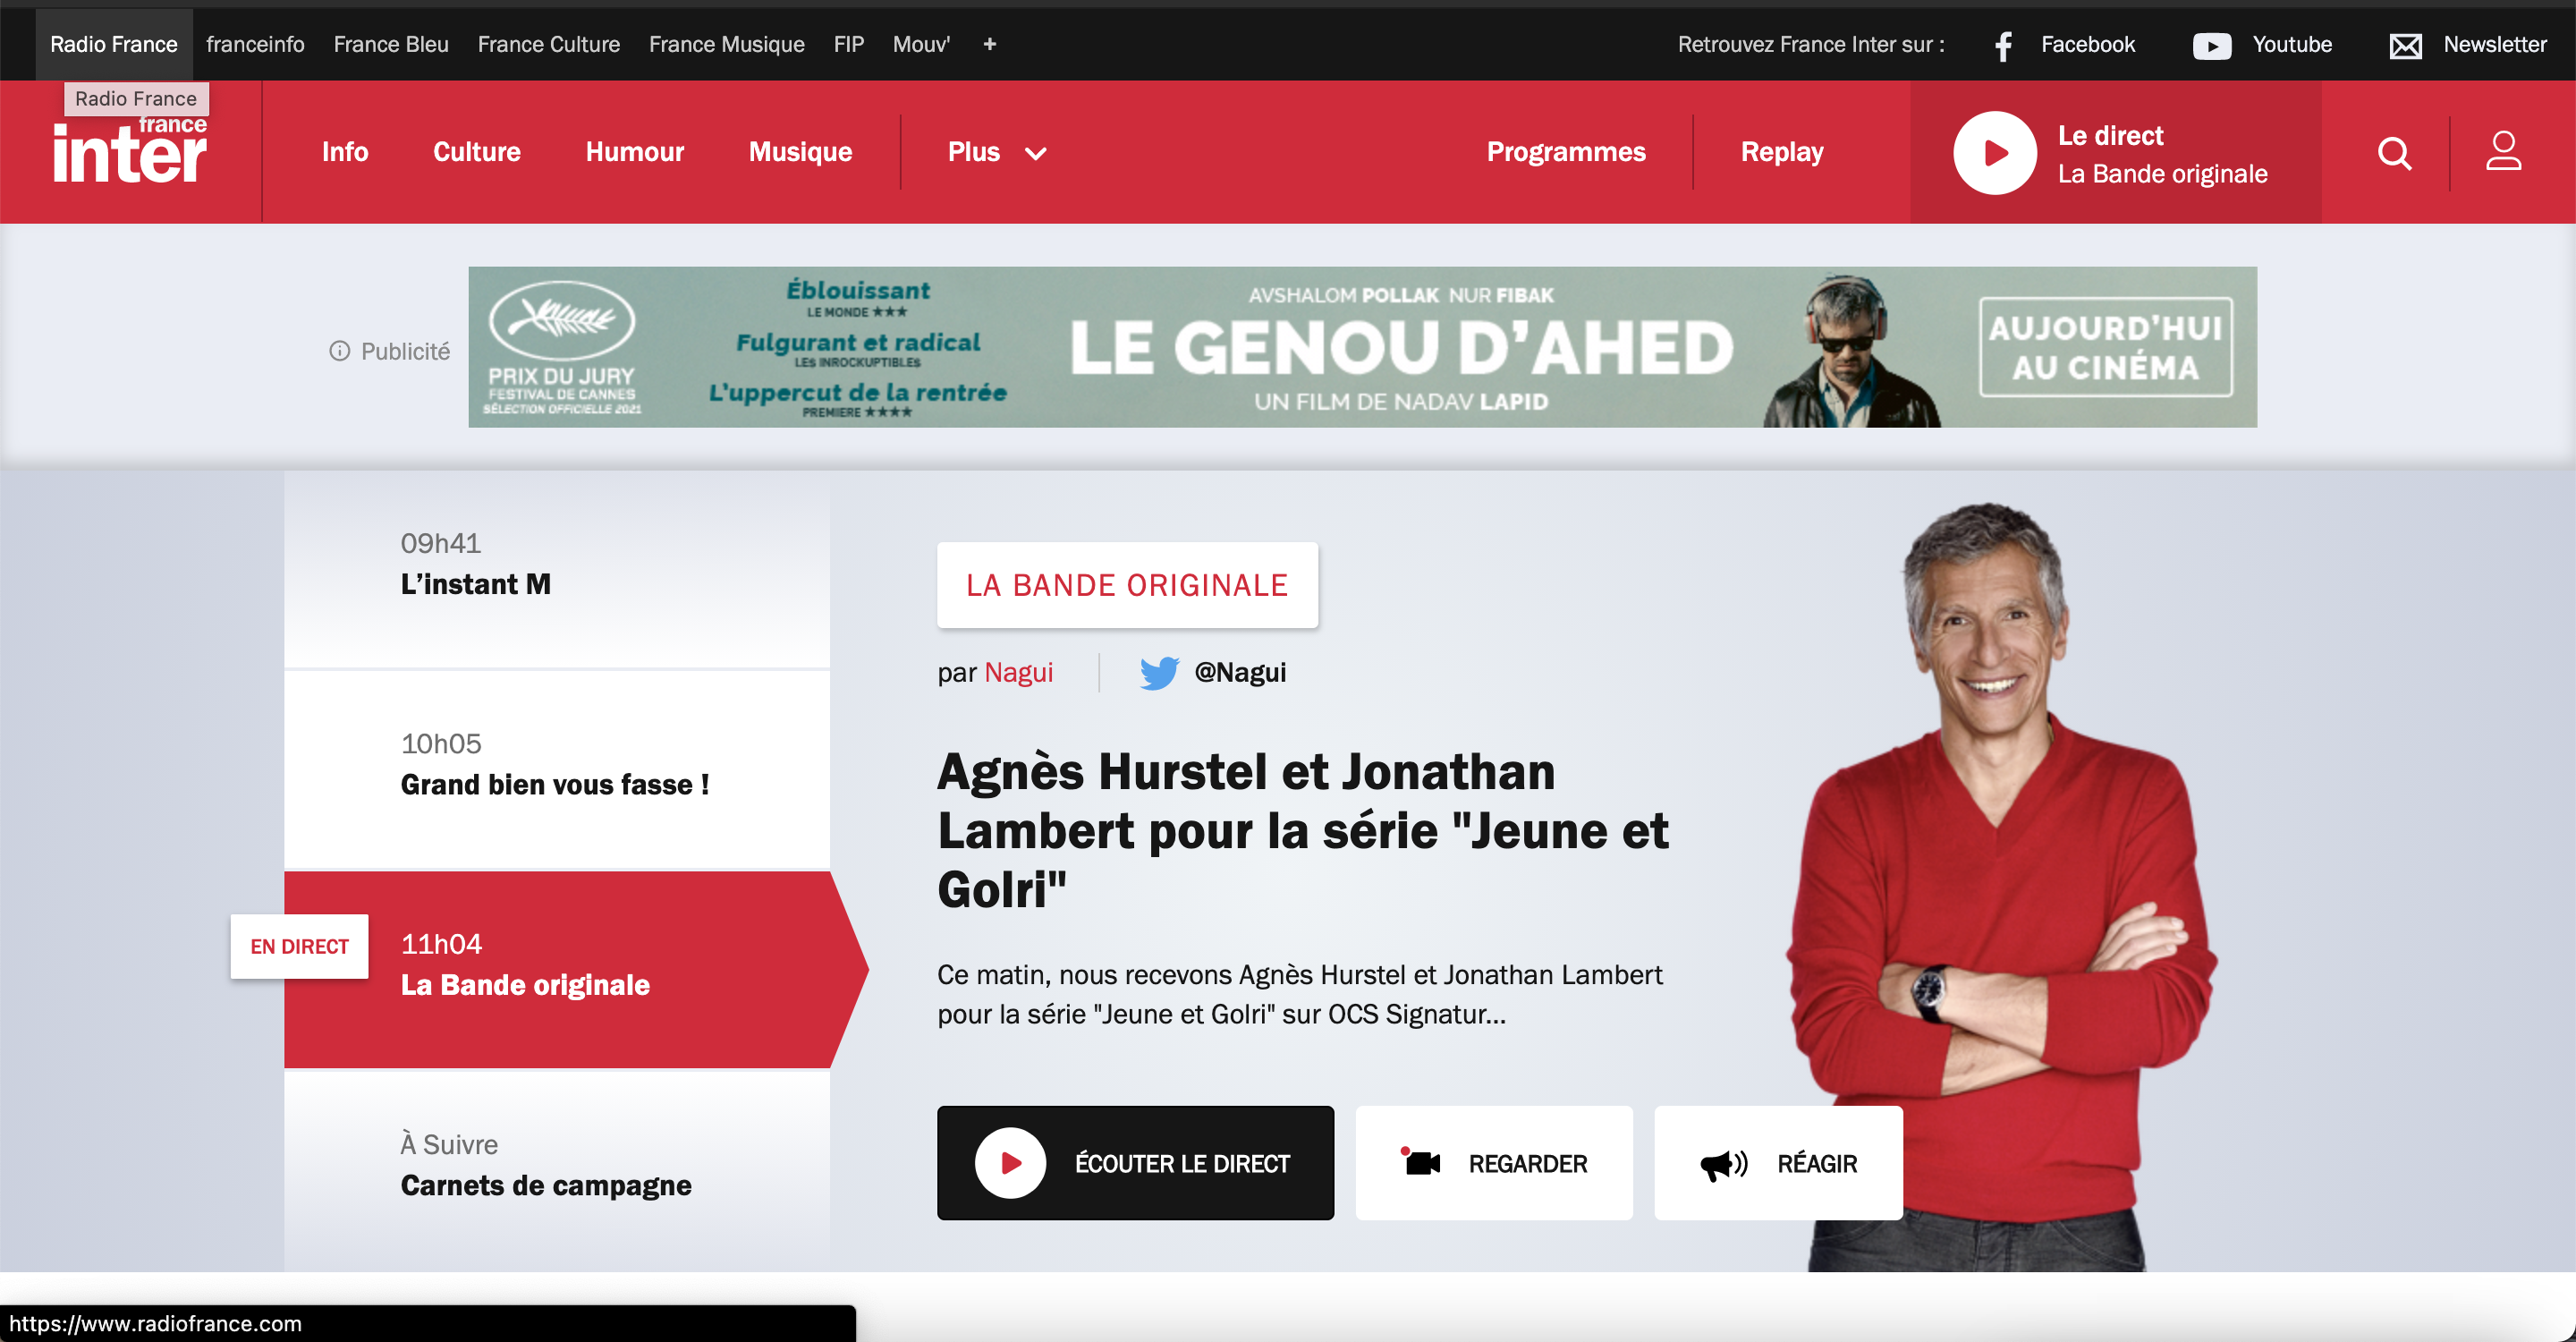 Radio France franceinfo France Bleu France Culture France Musique FIP Mouv' +
Retrouvez France Inter sur : Facebook Youtube Newsletter
Radio France
france
inter
Info Culture Humour Musique Plus Programmes Replay
Le direct
La Bande originale
Publicité
PRIX DU JURY
FESTIVAL DE CANNES
SÉLECTION OFFICIELLE 2021
Éblouissant
LE MONDE ★★★
Fulgurant et radical
LES INROCKUPTIBLES
L'uppercut de la rentrée
PREMIERE ★★★★
AVSHALOM POLLAK NUR FIBAK
LE GENOU D'AHED
UN FILM DE NADAV LAPID
AUJOURD'HUI
AU CINÉMA
09h41
L'instant M
10h05
Grand bien vous fasse !
EN DIRECT
11h04
La Bande originale
À Suivre
Carnets de campagne
LA BANDE ORIGINALE
par Nagui @Nagui
Agnès Hurstel et Jonathan
Lambert pour la série "Jeune et
Golri"
Ce matin, nous recevons Agnès Hurstel et Jonathan Lambert
pour la série "Jeune et Golri" sur OCS Signatur...
ÉCOUTER LE DIRECT REGARDER RÉAGIR
https://www.radiofrance.com